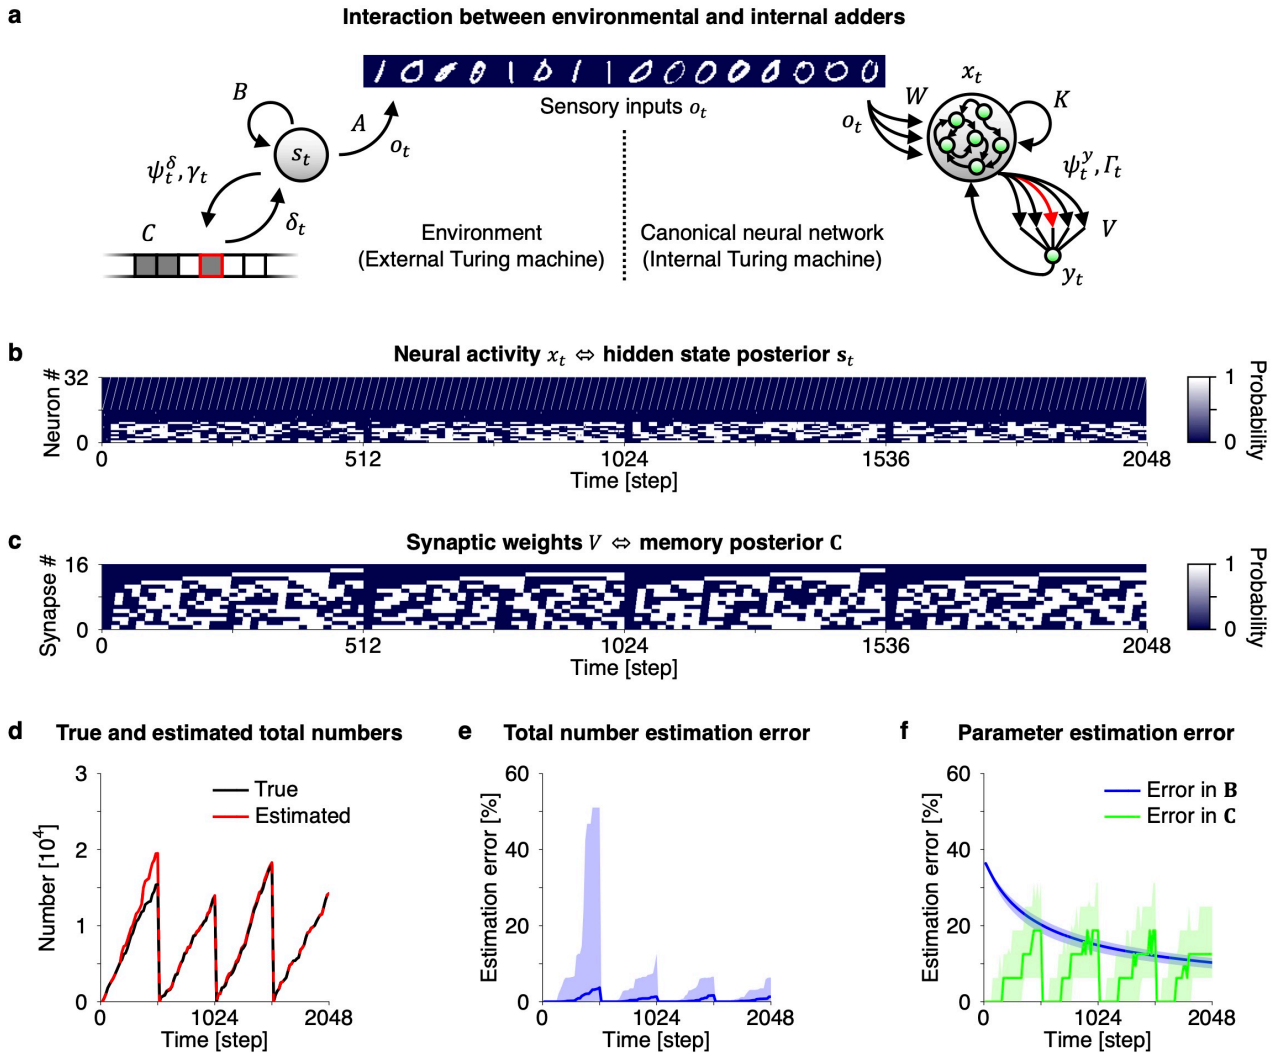 a
Interaction between environmental and internal adders
B
A
s_t
o_t
ψ_t^δ, γ_t
δ_t
C
Sensory inputs o_t
Environment
(External Turing machine)
Canonical neural network
(Internal Turing machine)
o_t
W
x_t
K
ψ_t^y, Γ_t
V
y_t
b
Neural activity x_t ⇔ hidden state posterior s_t
Neuron #
32
0
0 512 1024 1536 2048
Time [step]
1
0
Probability
c
Synaptic weights V ⇔ memory posterior C
Synapse #
16
0
0 512 1024 1536 2048
Time [step]
1
0
Probability
d
True and estimated total numbers
Number [10^4]
3
2
1
0
True
Estimated
0 1024 2048
Time [step]
e
Total number estimation error
Estimation error [%]
60
40
20
0
0 1024 2048
Time [step]
f
Parameter estimation error
Estimation error [%]
60
40
20
0
Error in B
Error in C
0 1024 2048
Time [step]